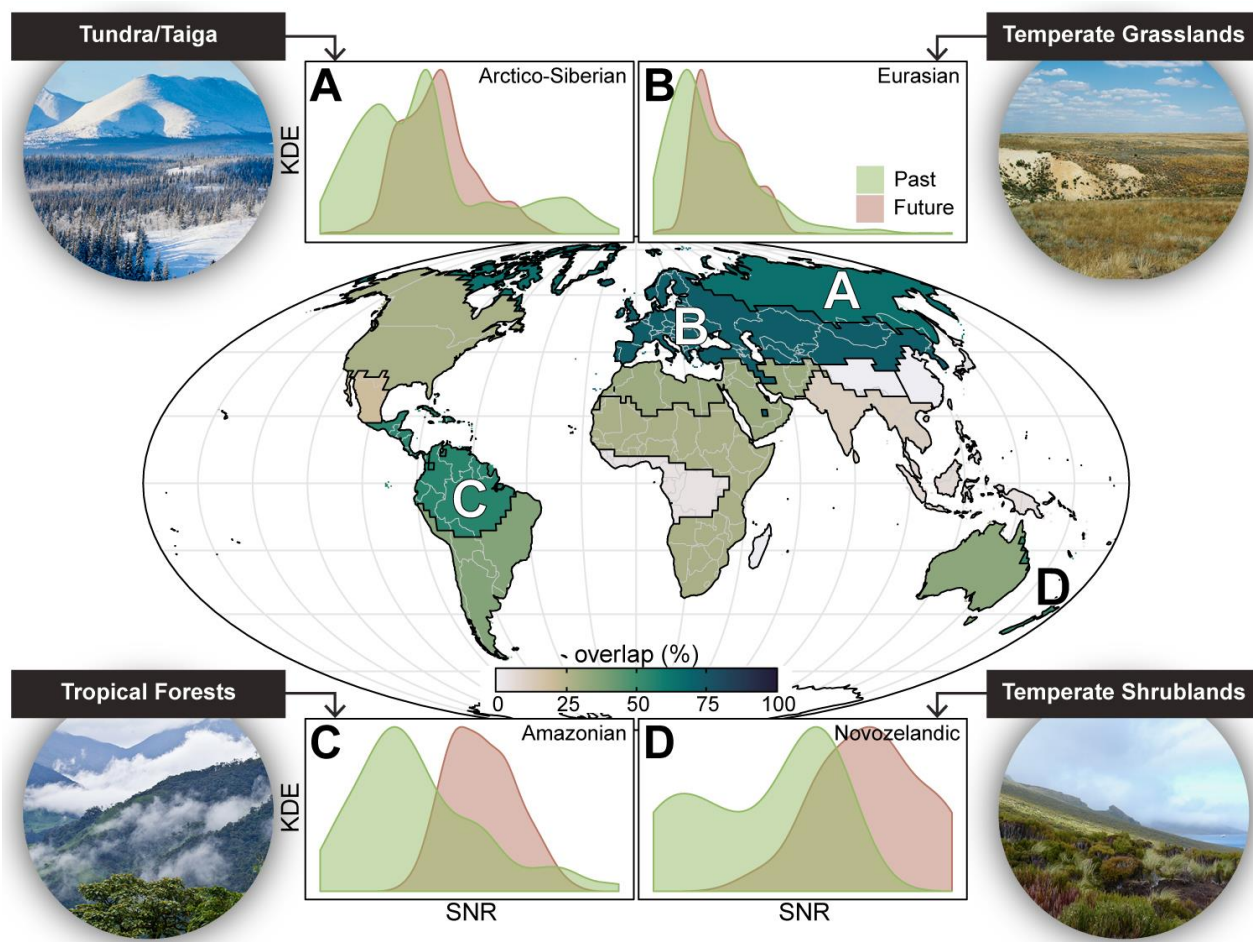 Tundra/Taiga
Temperate Grasslands
A
Arctico-Siberian
B
Eurasian
KDE
Past
Future
A
B
C
D
overlap (%)
0 25 50 75 100
Tropical Forests
Temperate Shrublands
C
Amazonian
D
Novozelandic
KDE
SNR
SNR